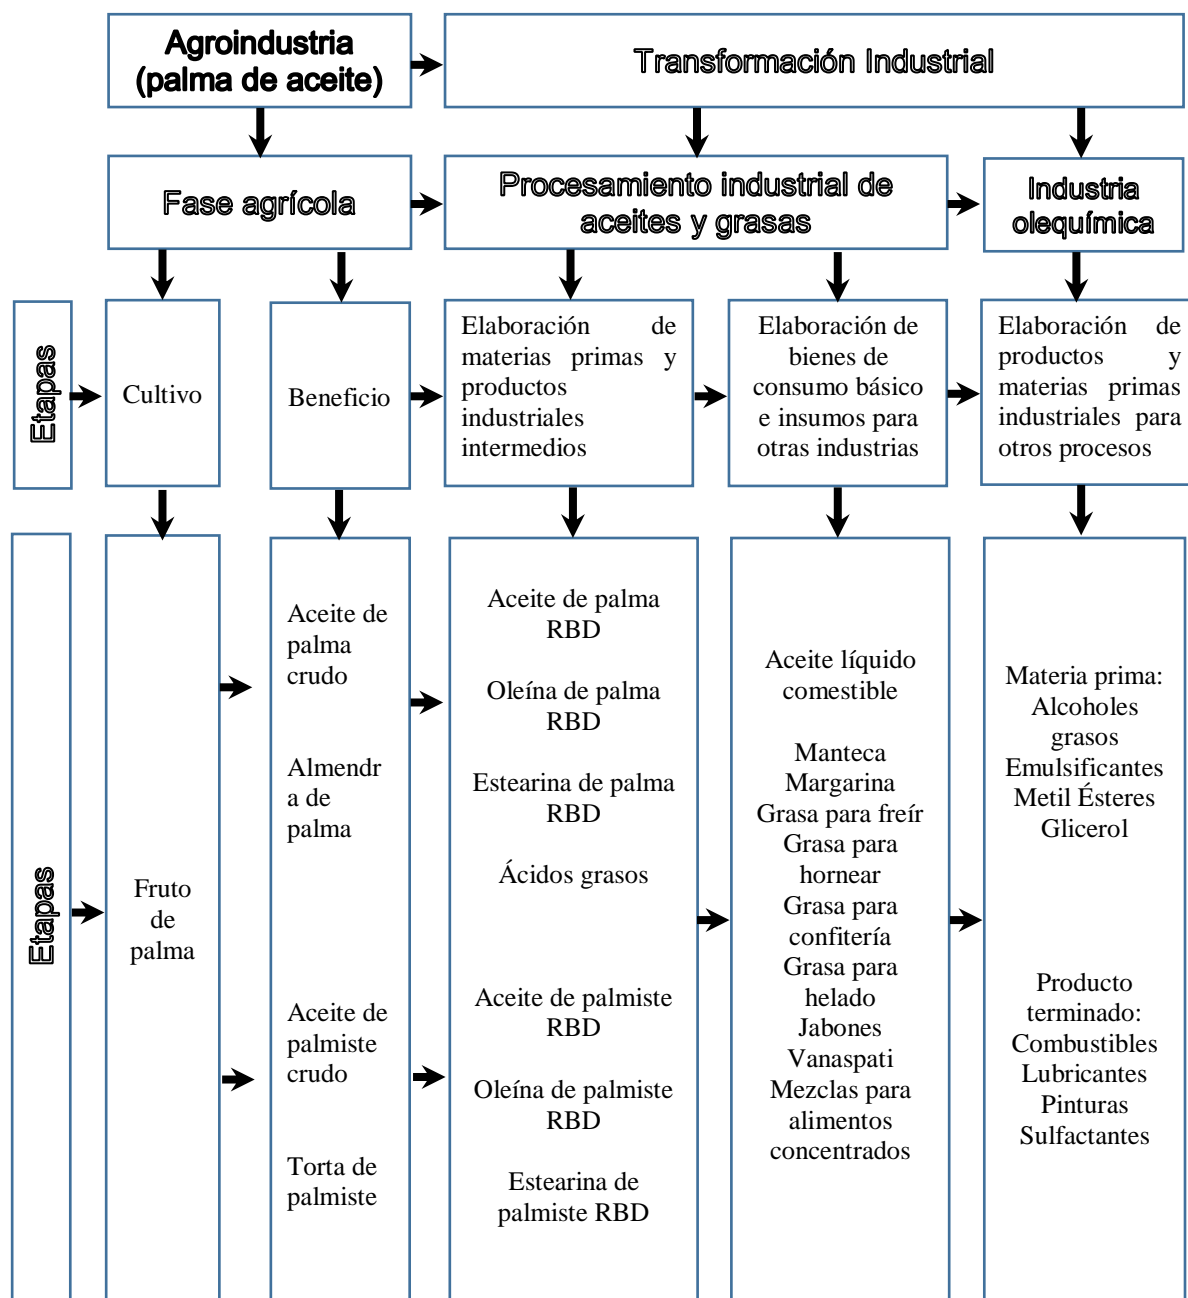 Agroindustria
(palma de aceite)
Transformación Industrial
Fase agrícola
Procesamiento industrial de
aceites y grasas
Industria
olequímica
Etapas
Cultivo
Beneficio
Elaboración de
materias primas y
productos
industriales
intermedios
Elaboración de
bienes de
consumo básico
e insumos para
otras industrias
Elaboración de
productos y
materias primas
industriales para
otros procesos
Etapas
Fruto
de
palma
Aceite de
palma
crudo
Almendr
a de
palma
Aceite de
palmiste
crudo
Torta de
palmiste
Aceite de palma
RBD
Oleína de palma
RBD
Estearina de palma
RBD
Ácidos grasos
Aceite de palmiste
RBD
Oleína de palmiste
RBD
Estearina de
palmiste RBD
Aceite líquido
comestible
Manteca
Margarina
Grasa para freír
Grasa para
hornear
Grasa para
confitería
Grasa para
helado
Jabones
Vanaspati
Mezclas para
alimentos
concentrados
Materia prima:
Alcoholes
grasos
Emulsificantes
Metil Ésteres
Glicerol
Producto
terminado:
Combustibles
Lubricantes
Pinturas
Sulfactantes